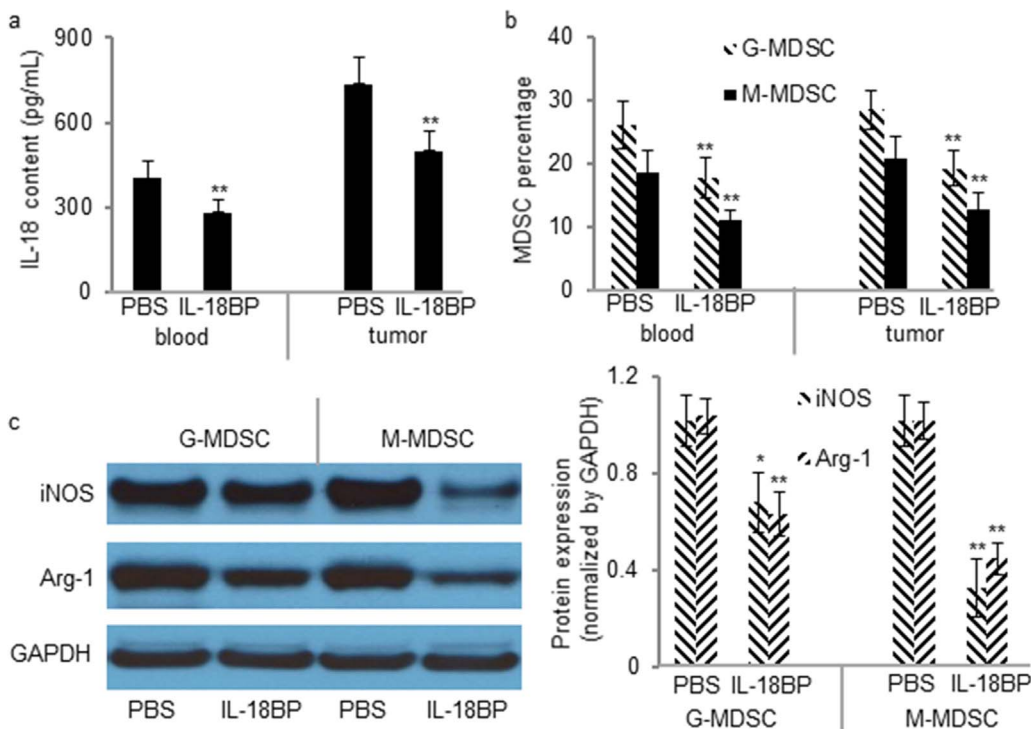 a
IL-18 content (pg/mL)
900
600
300
0
**
**
PBS IL-18BP PBS IL-18BP
blood tumor
b
MDSC percentage
40
30
20
10
0
G-MDSC
M-MDSC
** **
** **
PBS IL-18BP PBS IL-18BP
blood tumor
c
G-MDSC M-MDSC
iNOS
Arg-1
GAPDH
PBS IL-18BP PBS IL-18BP
Protein expression
(normalized by GAPDH)
1.2
0.8
0.4
0
iNOS
Arg-1
* **
** **
PBS IL-18BP PBS IL-18BP
G-MDSC M-MDSC